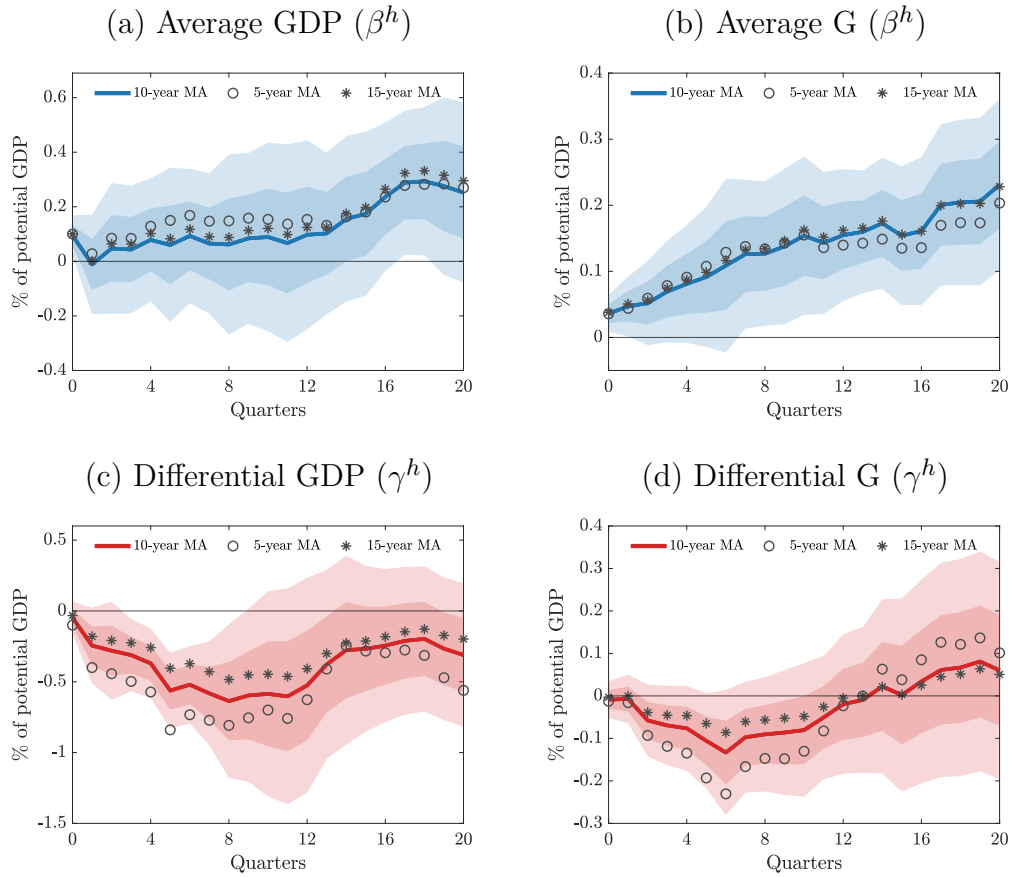 (a) Average GDP (β^h)
0.6
0.4
0.2
0
-0.2
-0.4
% of potential GDP
10-year MA 5-year MA 15-year MA
0 4 8 12 16 20
Quarters
(b) Average G (β^h)
0.4
0.3
0.2
0.1
0
% of potential GDP
10-year MA 5-year MA 15-year MA
0 4 8 12 16 20
Quarters
(c) Differential GDP (γ^h)
0.5
0
-0.5
-1
-1.5
% of potential GDP
10-year MA 5-year MA 15-year MA
0 4 8 12 16 20
Quarters
(d) Differential G (γ^h)
0.4
0.3
0.2
0.1
0
-0.1
-0.2
-0.3
% of potential GDP
10-year MA 5-year MA 15-year MA
0 4 8 12 16 20
Quarters